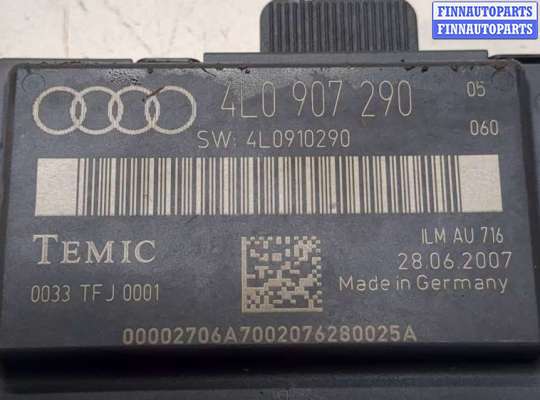 FINNAUTOPARTS
FINNAUTOPARTS
4L0 907 290 05
SW: 4L0910290 060
TEMIC ILM AU 716
28.06.2007
0033 TFJ 0001 Made in Germany
00002706A7002076280025A